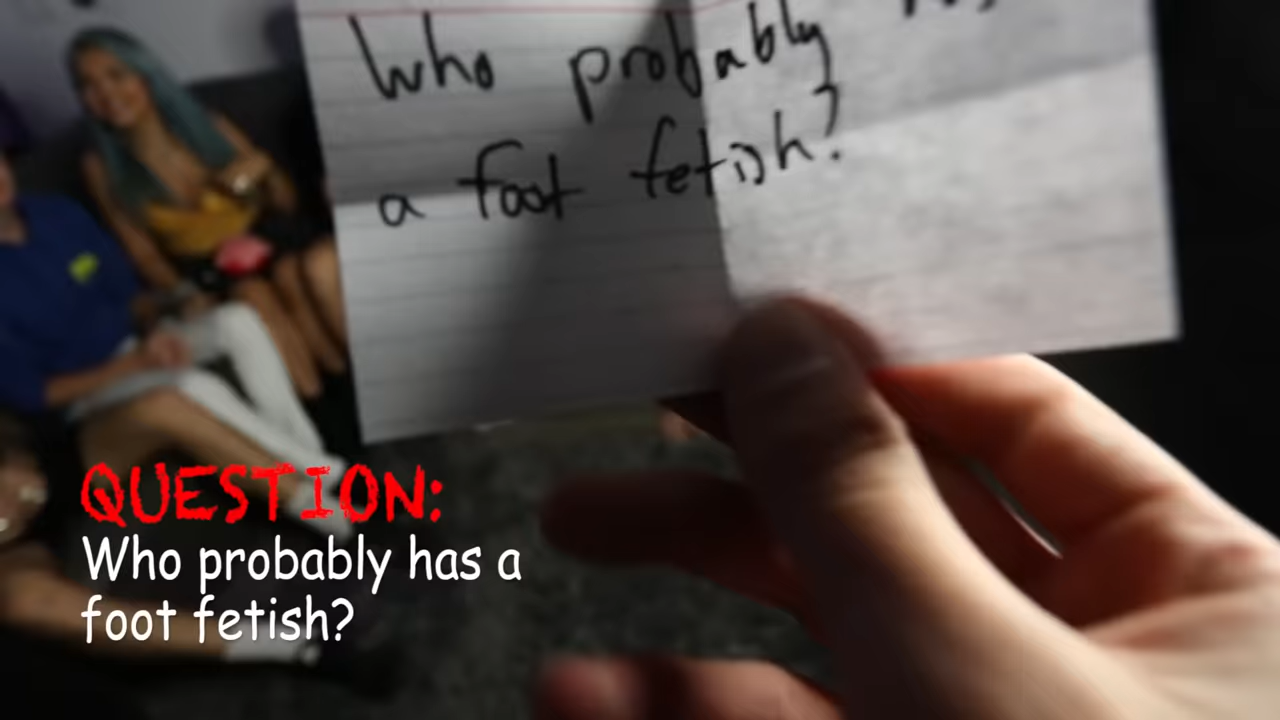 Who probably
a foot fetish?
QUESTION:
Who probably has a
foot fetish?